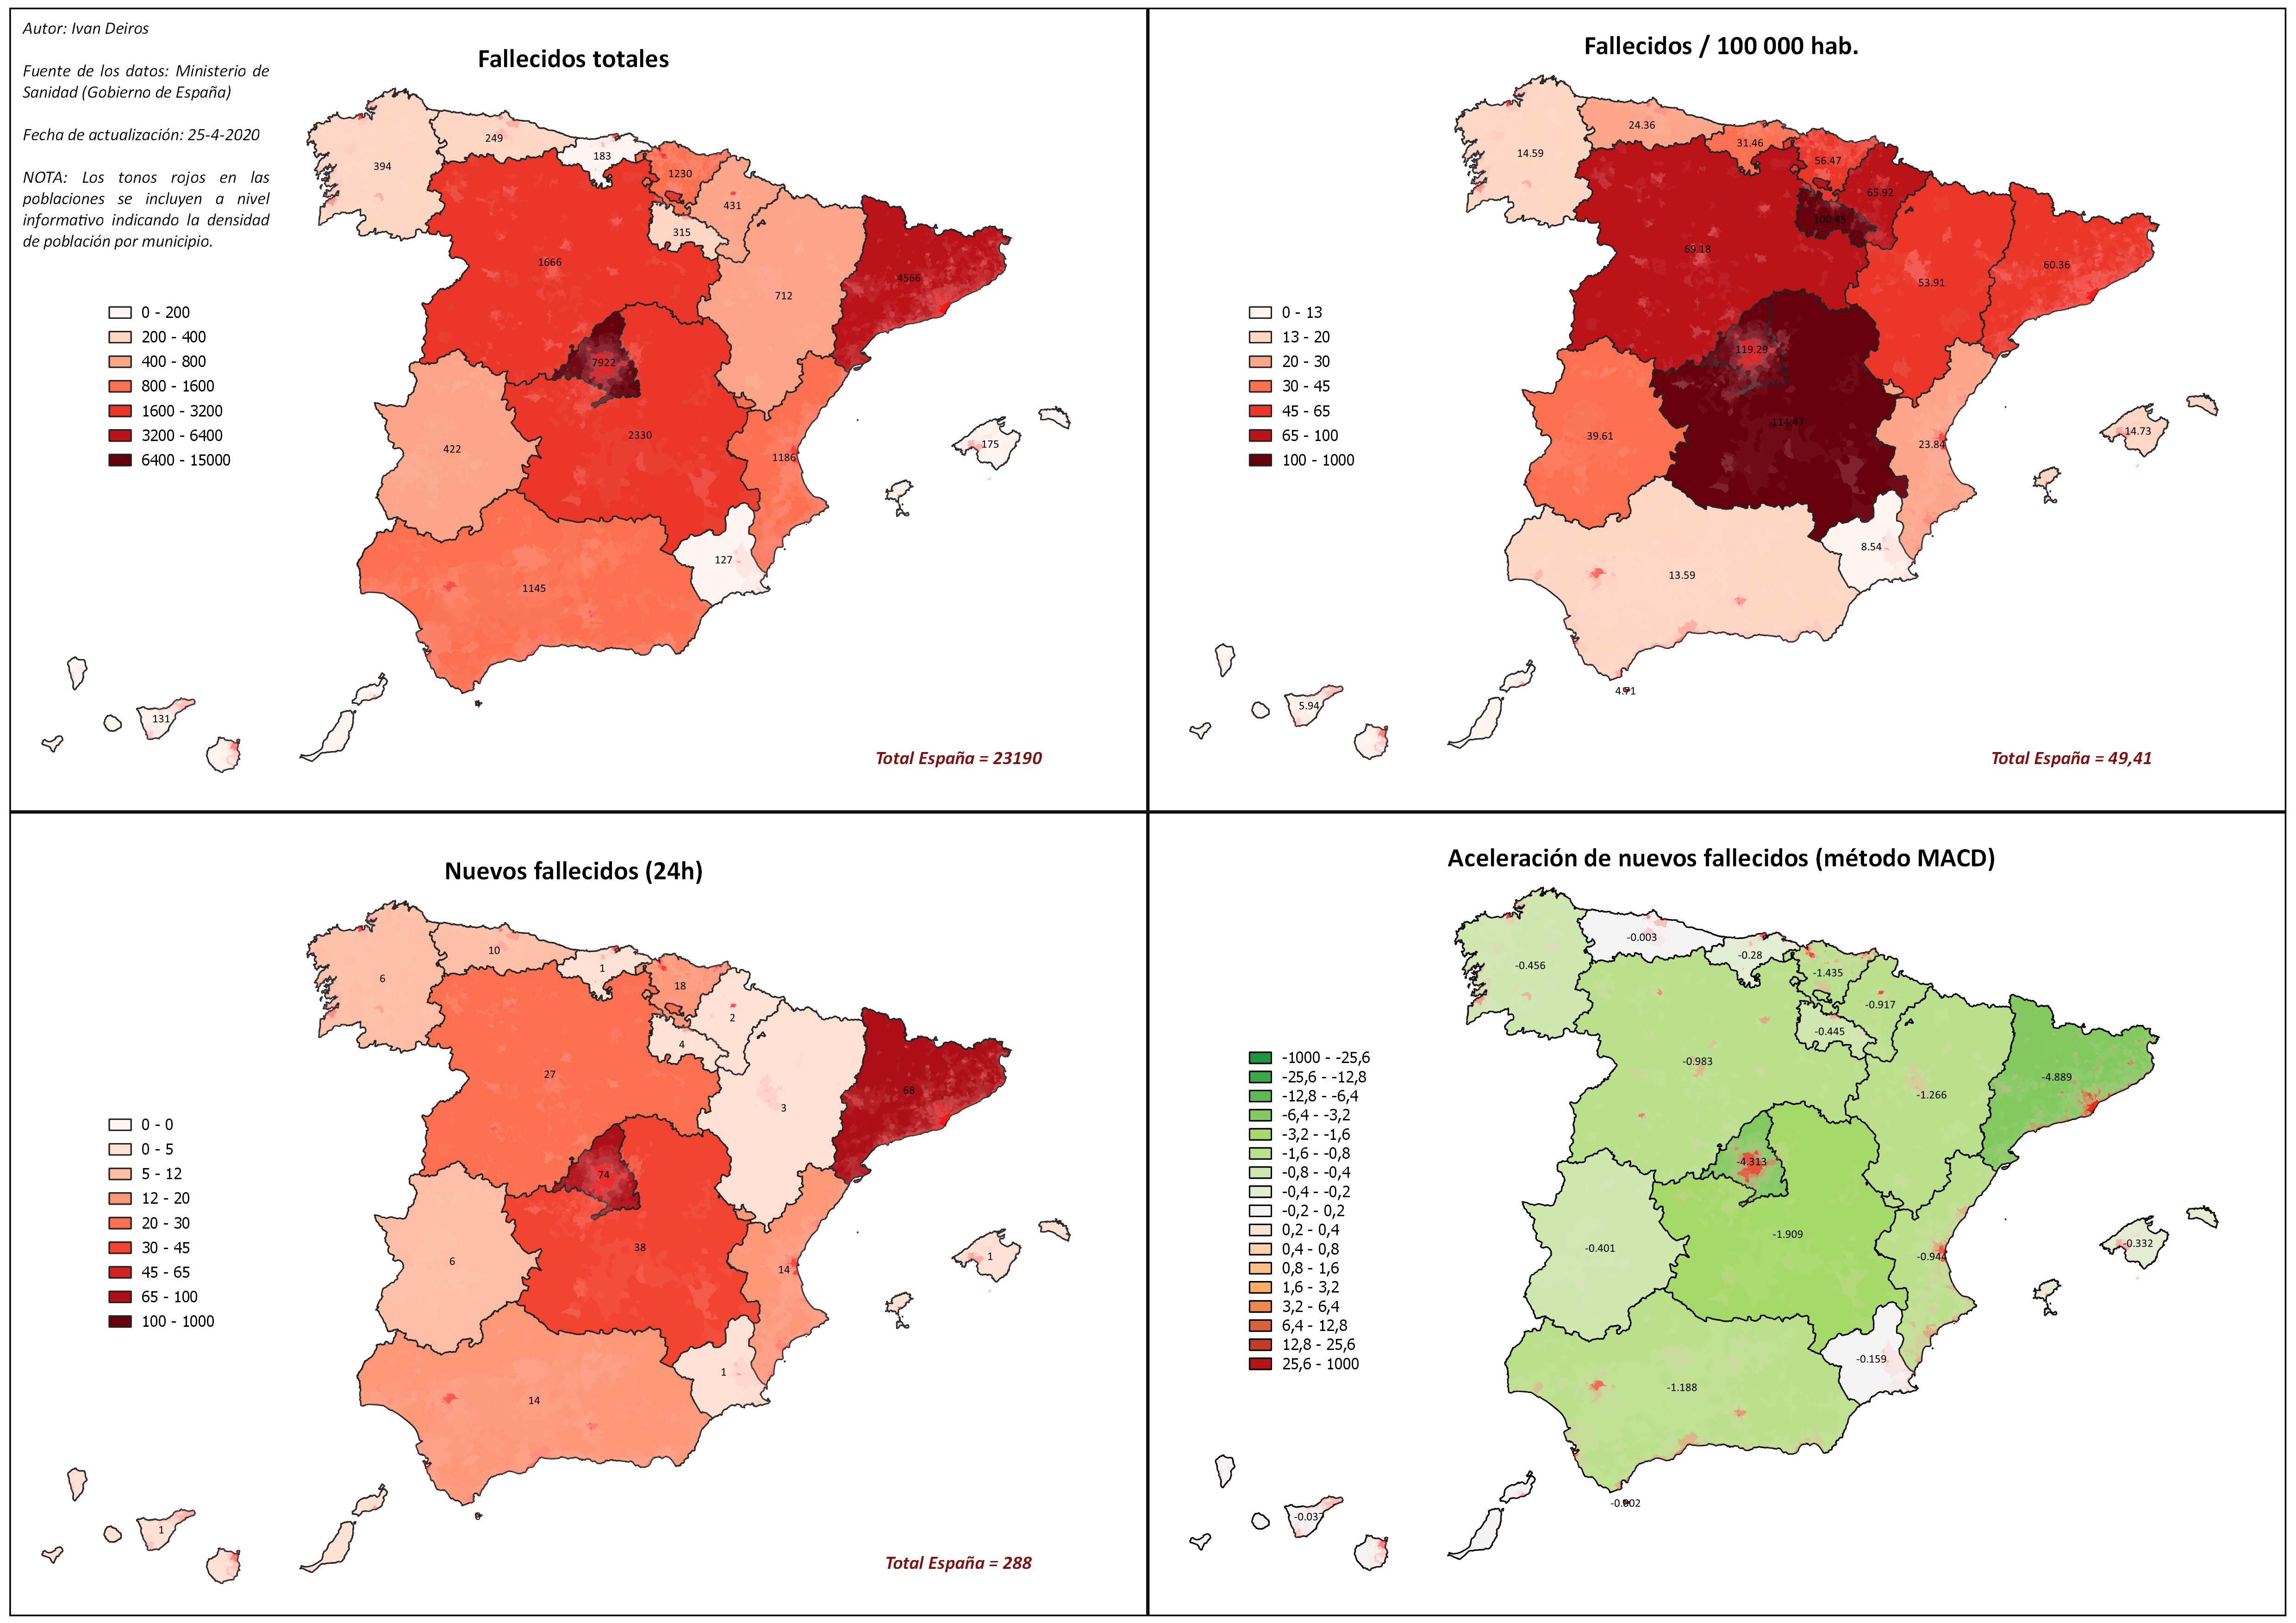 Autor: Ivan Deiros
Fuente de los datos: Ministerio de
Sanidad (Gobierno de España)
Fecha de actualización: 25-4-2020
NOTA: Los tonos rojos en las
poblaciones se incluyen a nivel
informativo indicando la densidad
de población por municipio.
Fallecidos totales
0 - 200
200 - 400
400 - 800
800 - 1600
1600 - 3200
3200 - 6400
6400 - 15000
394
249
183
1230
431
315
1666
712
4566
7922
2330
422
1186
175
127
1145
131
Total España = 23190
Fallecidos / 100 000 hab.
0 - 13
13 - 20
20 - 30
30 - 45
45 - 65
65 - 100
100 - 1000
14.59
24.36
31.46
56.47
65.92
100.45
69.18
53.91
60.36
119.29
114.47
39.61
23.84
14.73
8.54
13.59
4.71
5.94
Total España = 49,41
Nuevos fallecidos (24h)
0 - 0
0 - 5
5 - 12
12 - 20
20 - 30
30 - 45
45 - 65
65 - 100
100 - 1000
6
10
1
18
2
4
27
3
68
74
38
6
14
1
1
14
0
1
Total España = 288
Aceleración de nuevos fallecidos (método MACD)
-1000 - -25,6
-25,6 - -12,8
-12,8 - -6,4
-6,4 - -3,2
-3,2 - -1,6
-1,6 - -0,8
-0,8 - -0,4
-0,4 - -0,2
-0,2 - 0,2
0,2 - 0,4
0,4 - 0,8
0,8 - 1,6
1,6 - 3,2
3,2 - 6,4
6,4 - 12,8
12,8 - 25,6
25,6 - 1000
-0.456
-0.003
-0.28
-1.435
-0.917
-0.445
-0.983
-1.266
-4.889
-4.313
-1.909
-0.401
-0.944
-0.332
-0.159
-1.188
-0.002
-0.037